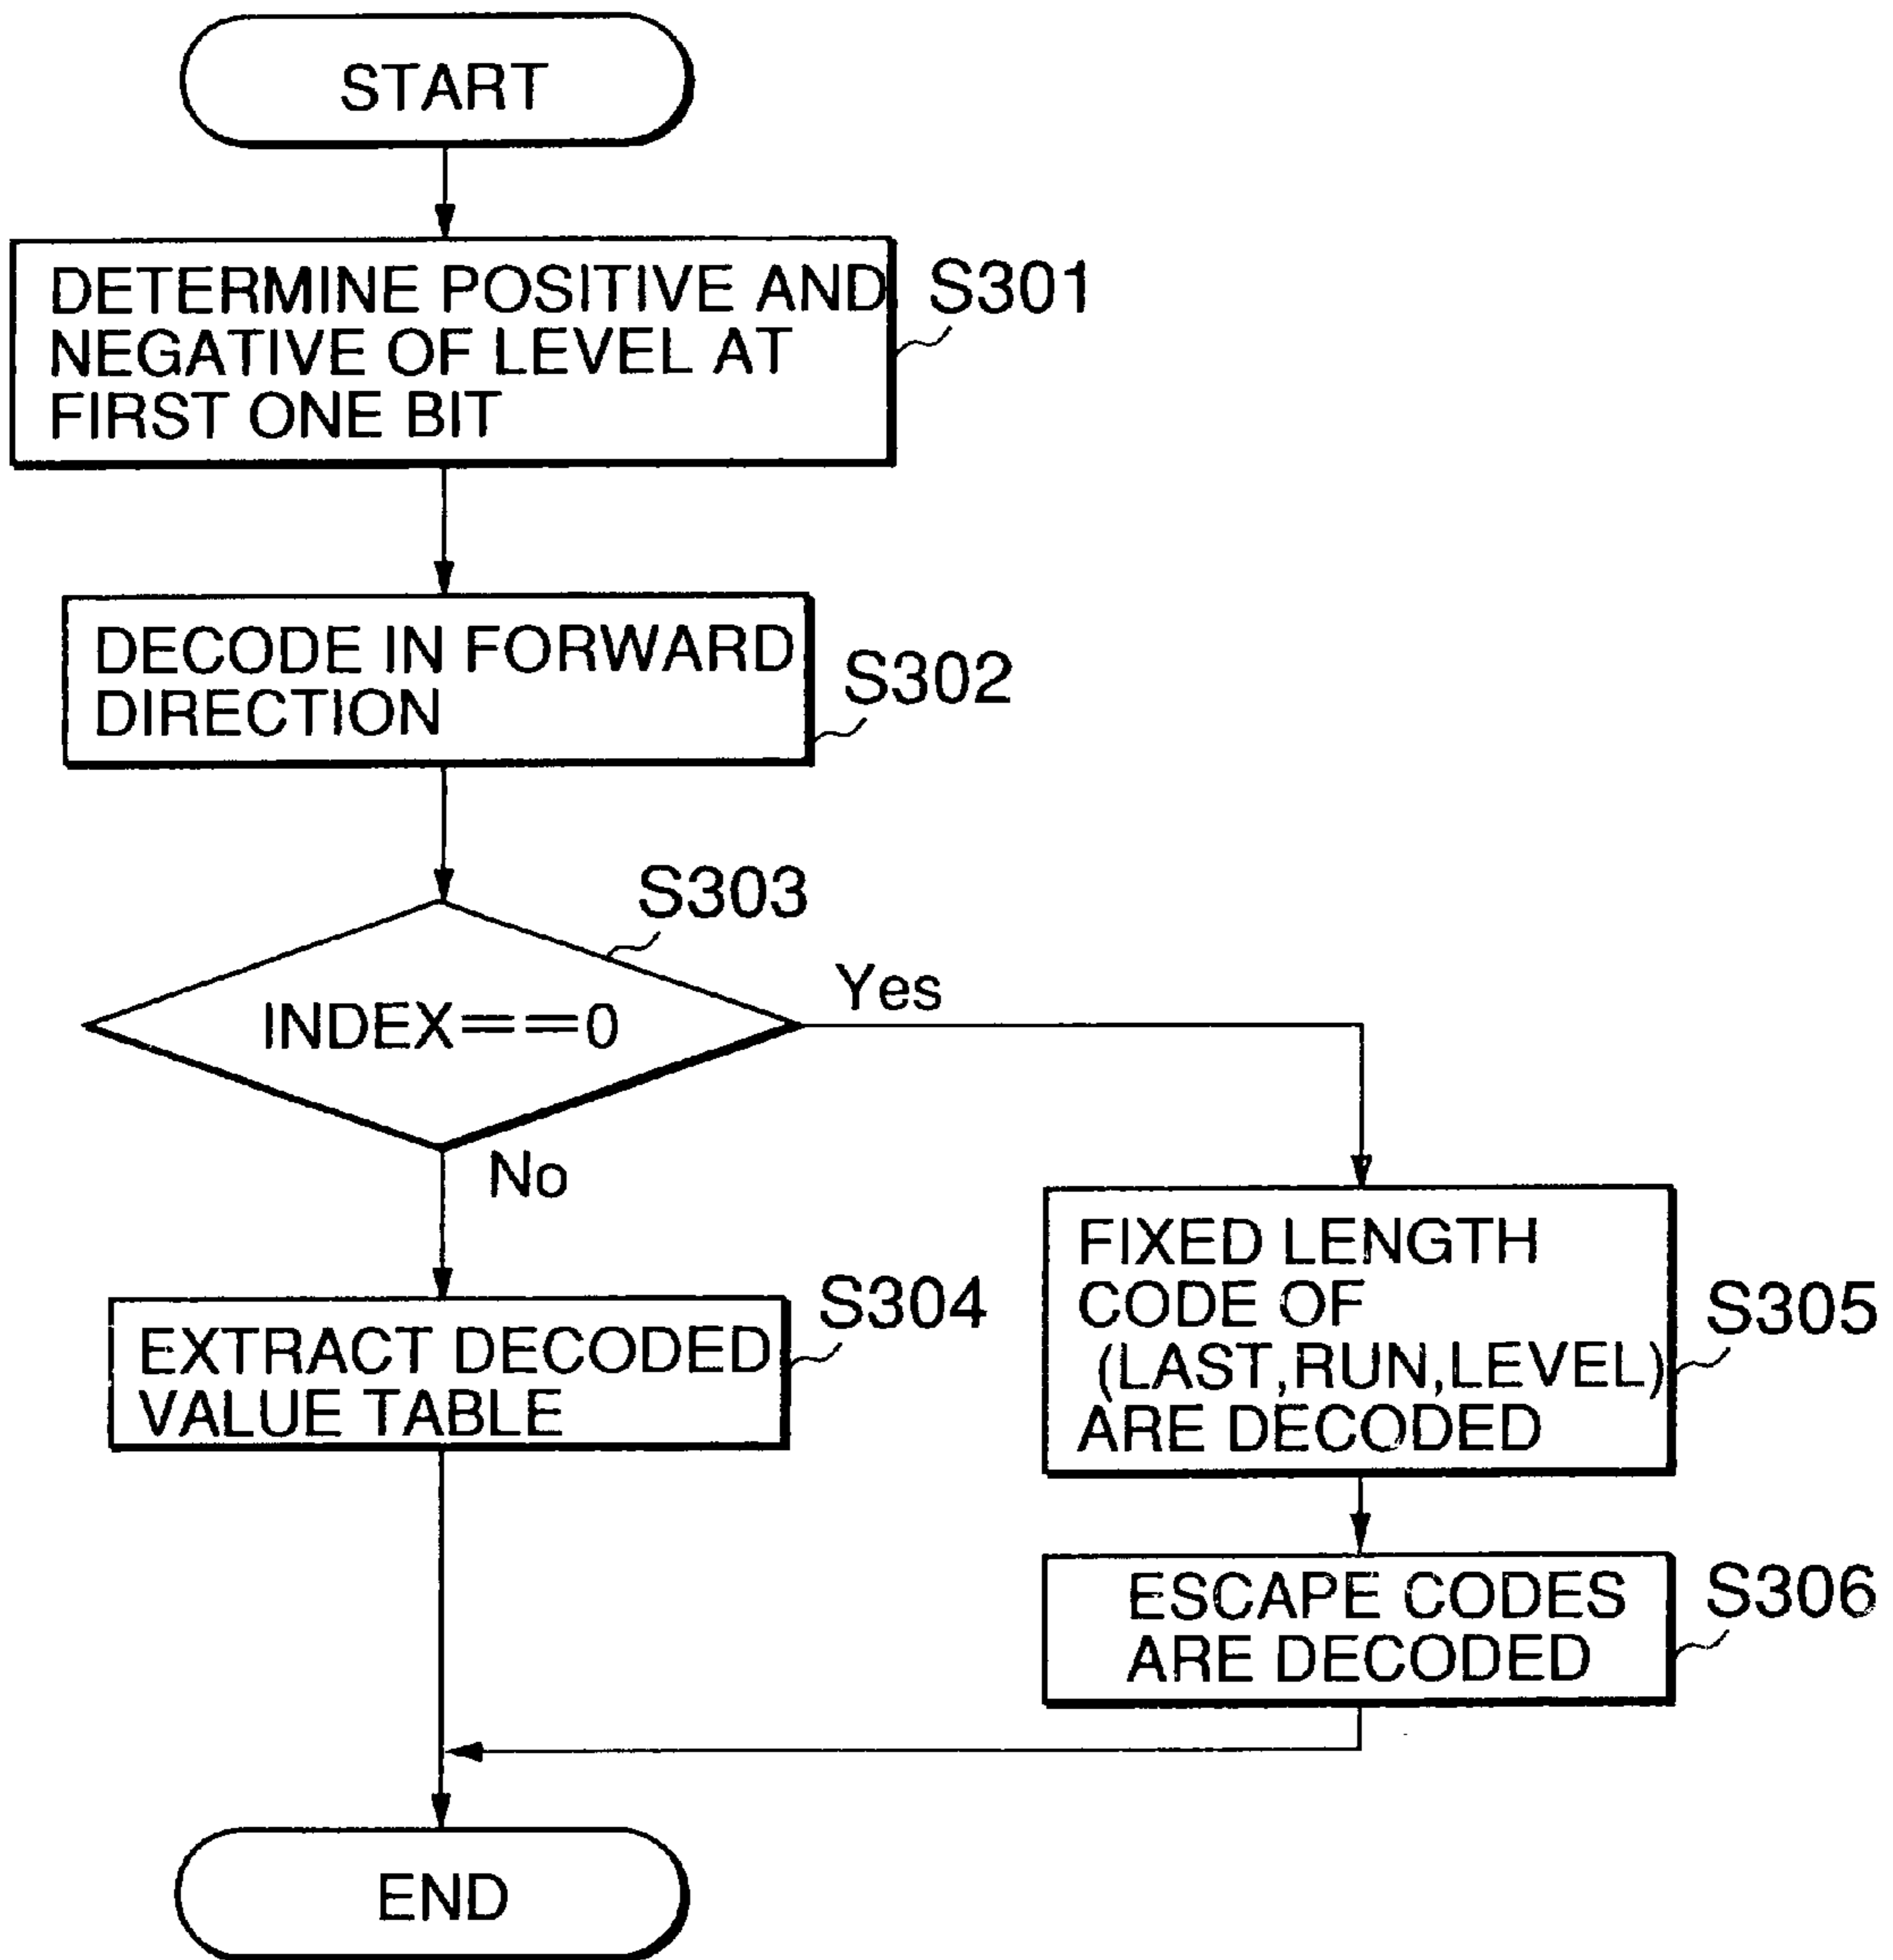 START
DETERMINE POSITIVE AND
NEGATIVE OF LEVEL AT
FIRST ONE BIT
S301
DECODE IN FORWARD
DIRECTION
S302
S303
INDEX==0
Yes
No
EXTRACT DECODED
VALUE TABLE
S304
FIXED LENGTH
CODE OF
(LAST,RUN,LEVEL)
ARE DECODED
S305
ESCAPE CODES
ARE DECODED
S306
END